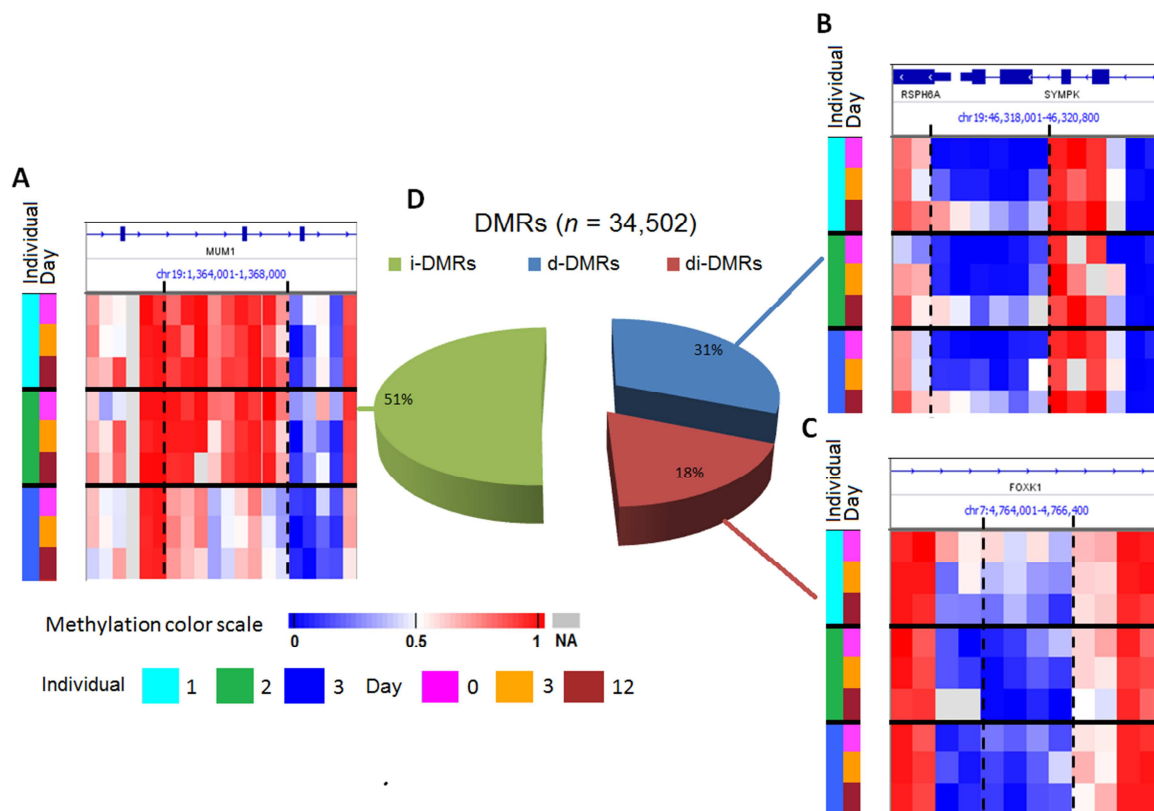 B
Individual
Day
RSPH6A SYMPK
chr19:46,318,001-46,320,800
A
Individual
Day
MUM1
chr19:1,364,001-1,368,000
D
DMRs (n = 34,502)
i-DMRs d-DMRs di-DMRs
31%
51%
18%
C
Individual
Day
FOXK1
chr7:4,764,001-4,766,400
Methylation color scale 0 0.5 1 NA
Individual 1 2 3 Day 0 3 12